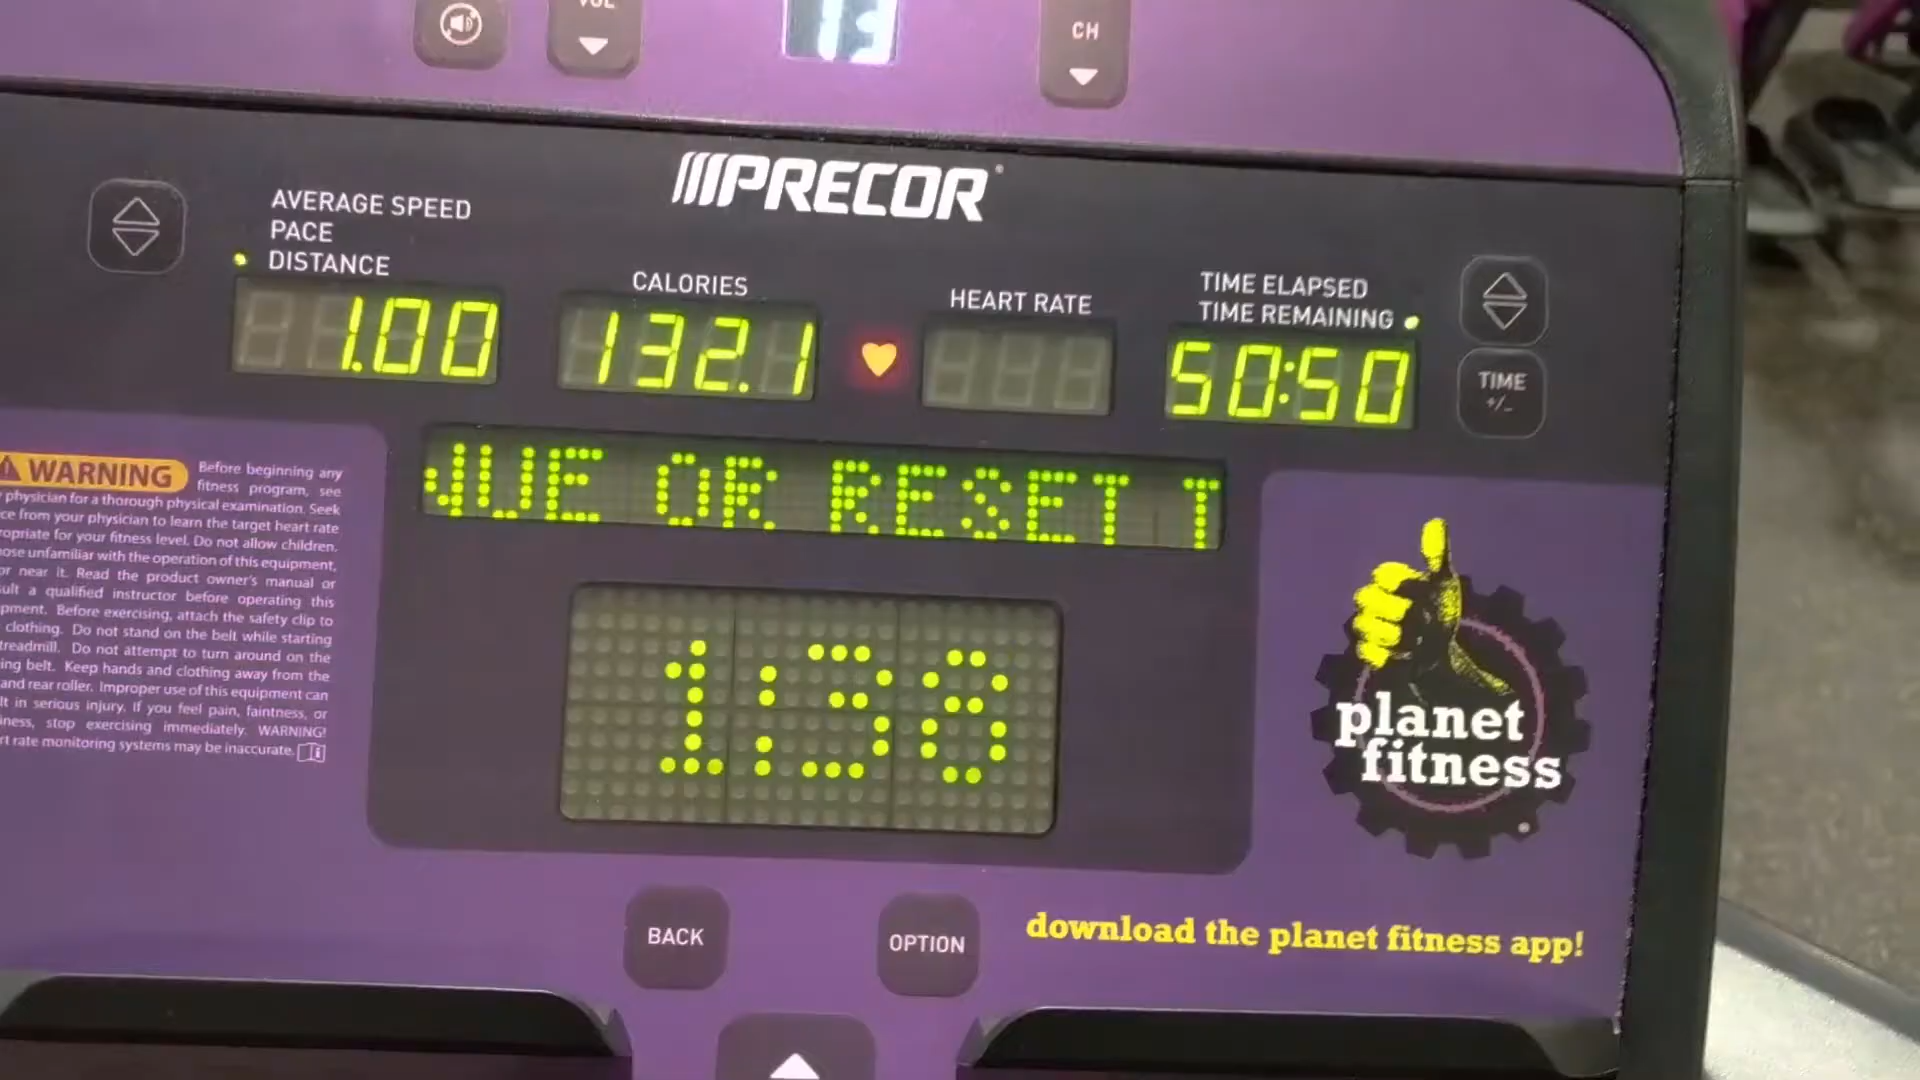 VOL
13
CH
PRECOR
AVERAGE SPEED
PACE
DISTANCE
CALORIES
HEART RATE
TIME ELAPSED
TIME REMAINING
1.00
132.1
50:50
TIME
+/-
UE OR RESET T
WARNING
Before beginning any
fitness program, see
physician for a thorough physical examination. Seek
from your physician to learn the target heart rate
for your fitness level. Do not allow children,
unfamiliar with the operation of this equipment,
or near it. Read the product owner's manual or
a qualified instructor before operating this
Before exercising, attach the safety clip to
clothing. Do not stand on the belt while starting
treadmill. Do not attempt to turn around on the
belt. Keep hands and clothing away from the
and rear roller. Improper use of this equipment can
in serious injury. If you feel pain, faintness, or
stop exercising immediately. WARNING!
rate monitoring systems may be inaccurate.
1:38
planet
fitness
BACK
OPTION
download the planet fitness app!